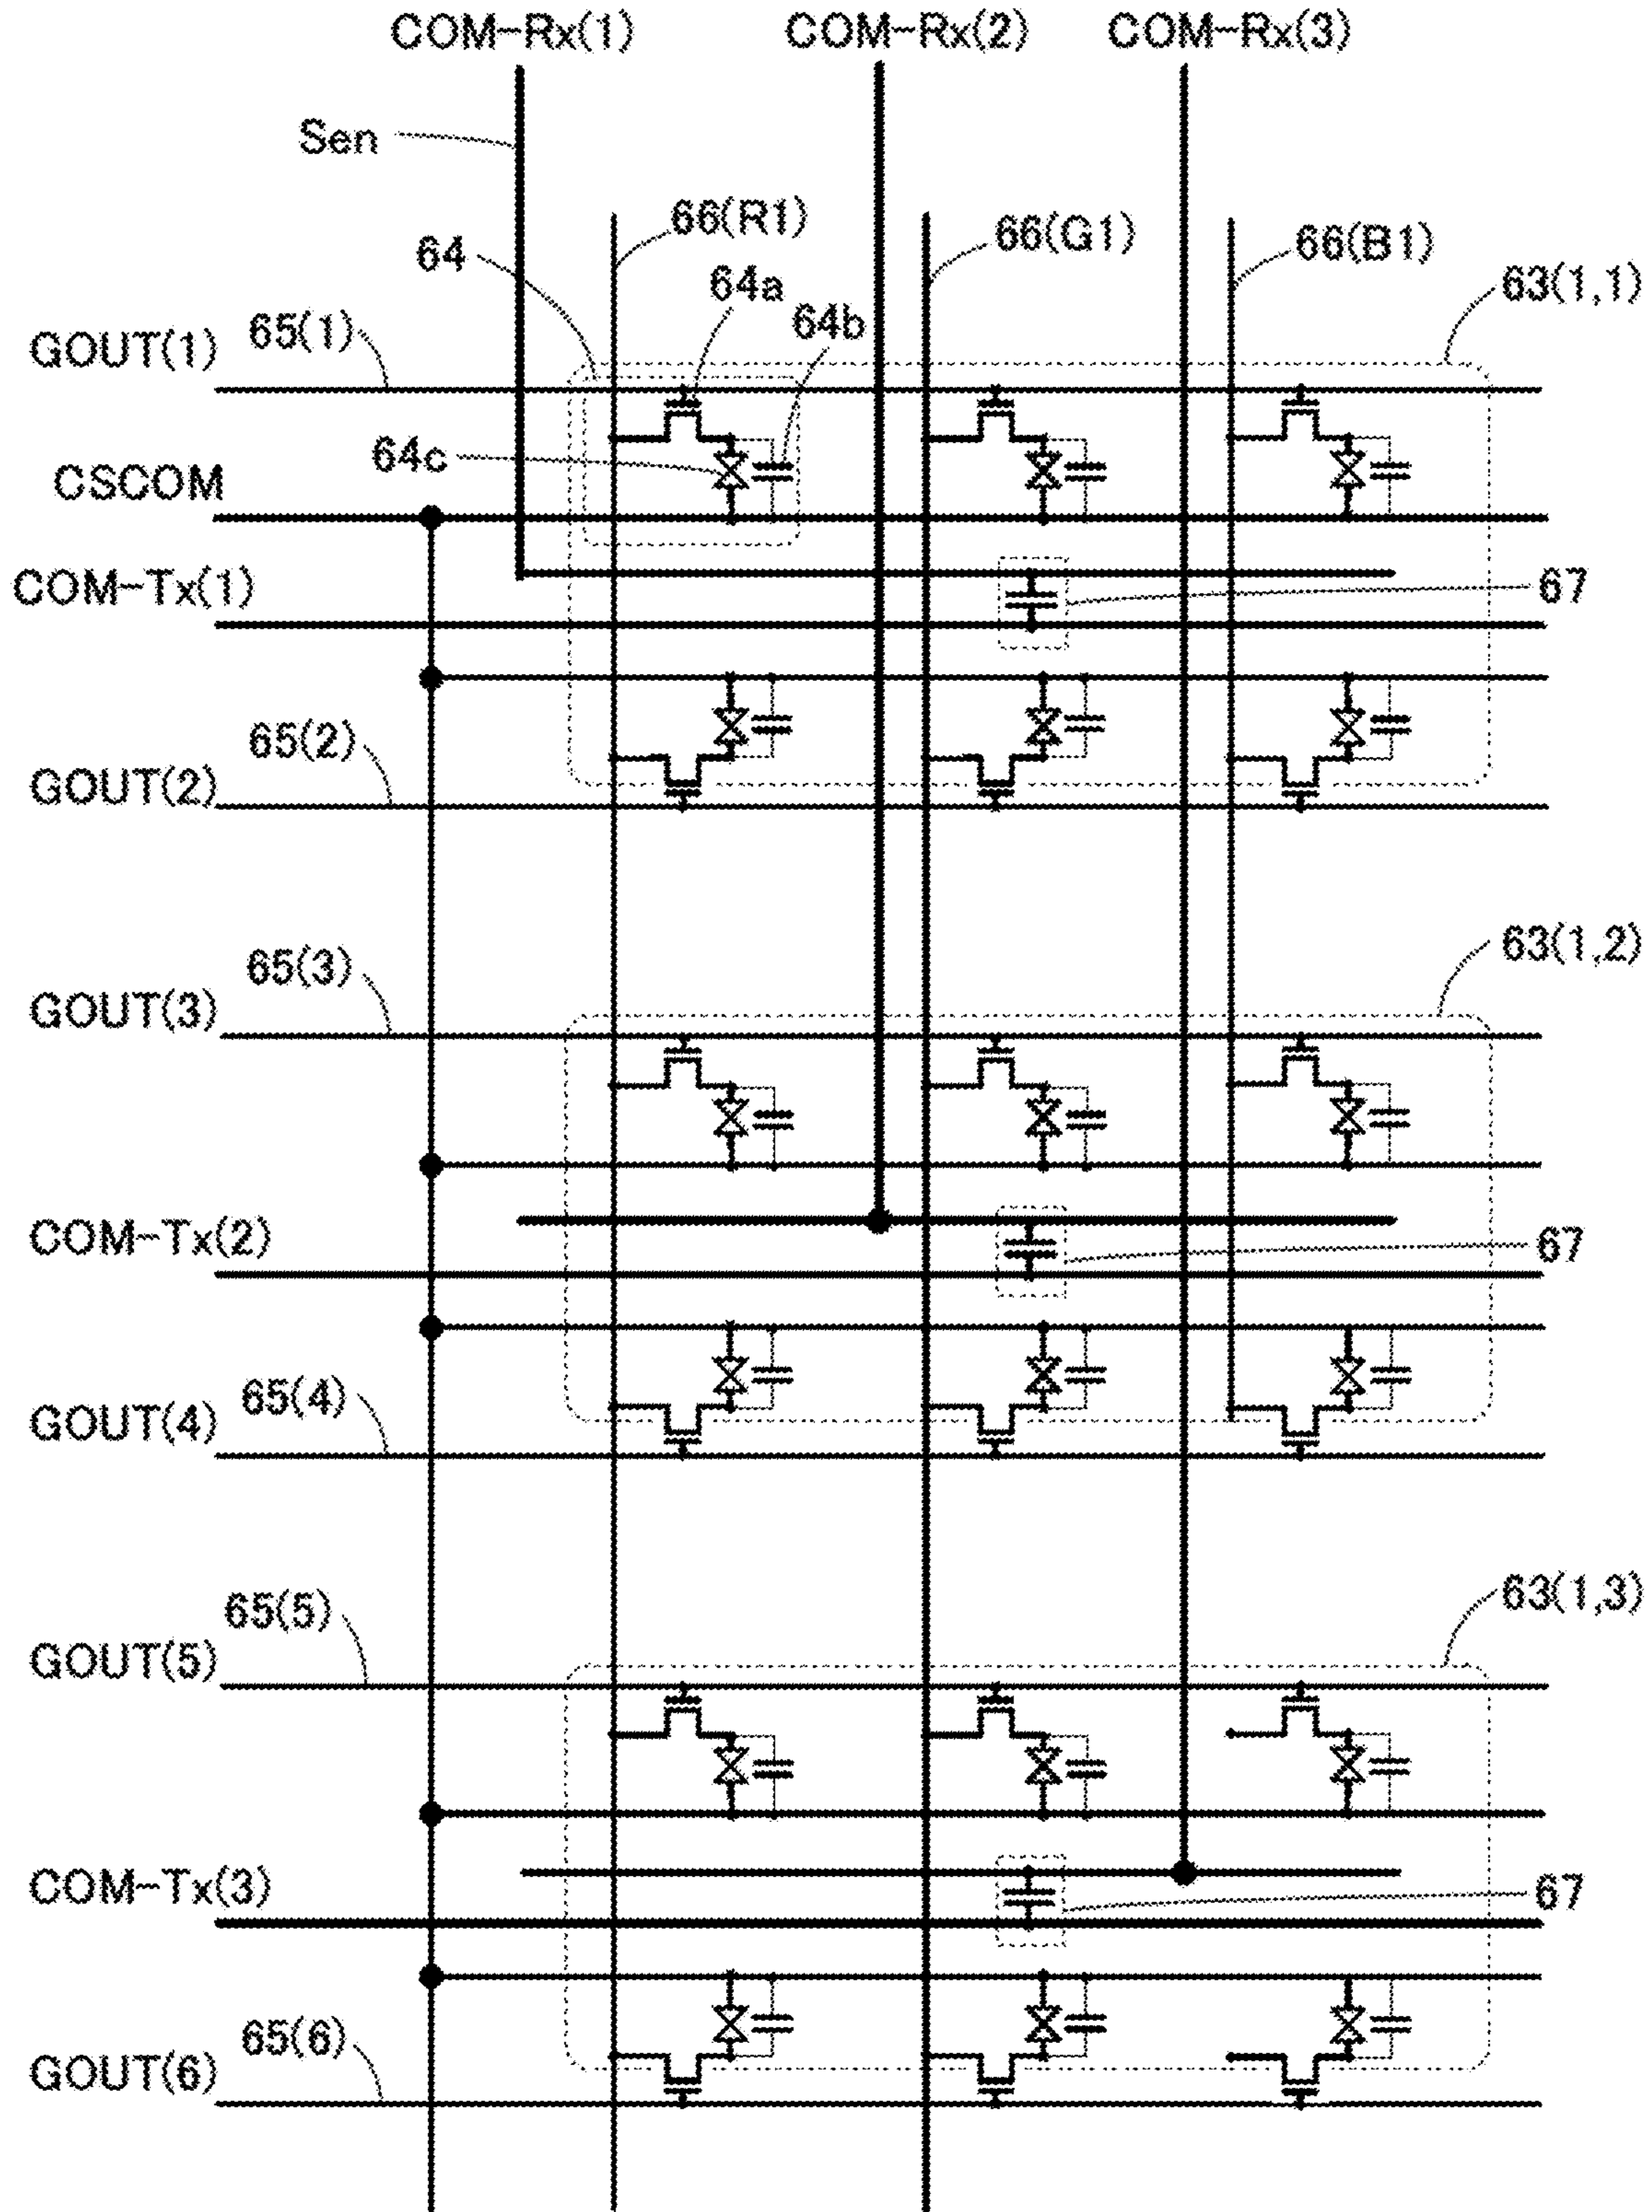 COM-Rx(1) COM-Rx(2) COM-Rx(3)
Sen
66(R1) 66(G1) 66(B1)
64 64a 64b 63(1,1)
GOUT(1) 65(1)
64c
CSCOM
COM-Tx(1) 67
65(2)
GOUT(2)
65(3) 63(1,2)
GOUT(3)
COM-Tx(2) 67
65(4)
GOUT(4)
65(5) 63(1,3)
GOUT(5)
COM-Tx(3) 67
65(6)
GOUT(6)